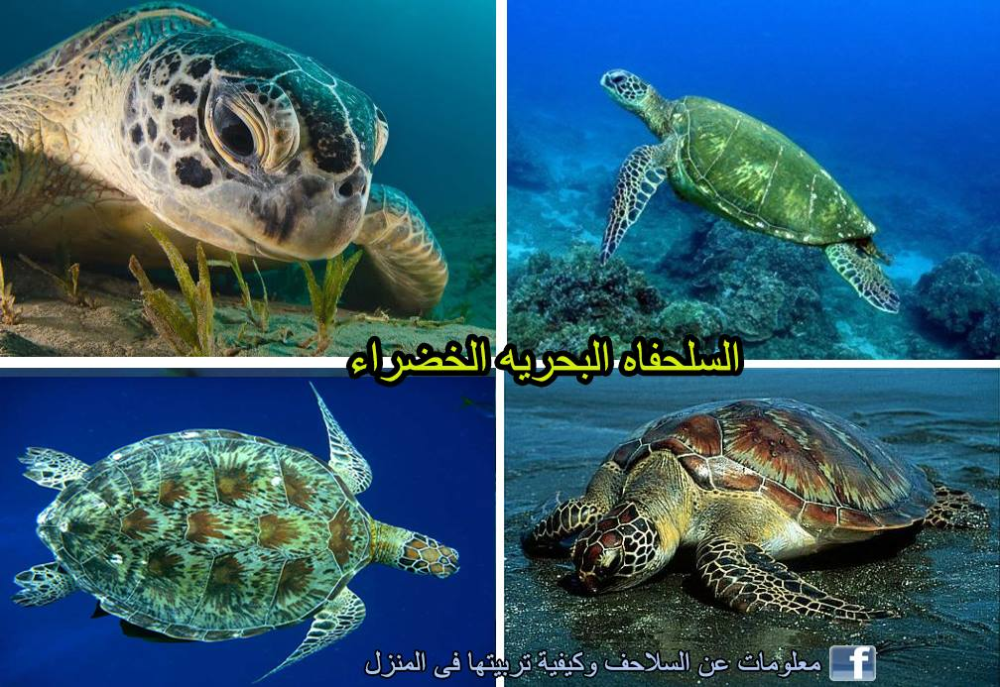 السلحفاه البحريه الخضراء
معلومات عن السلاحف وكيفية تربيتها فى المنزل